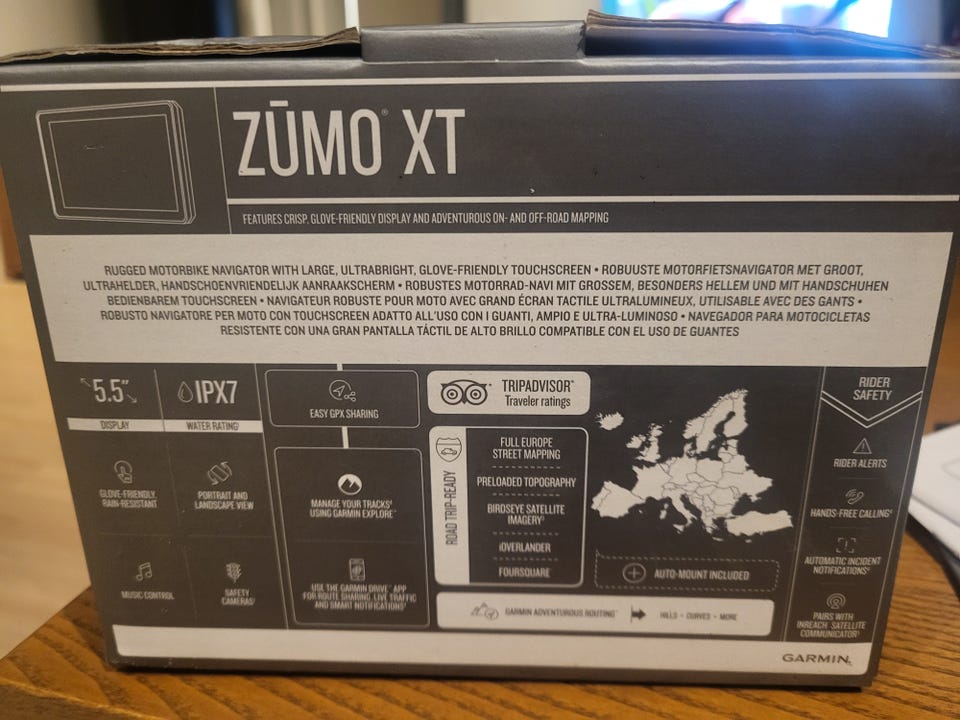 ZŪMO® XT
FEATURES CRISP, GLOVE-FRIENDLY DISPLAY AND ADVENTUROUS ON- AND OFF-ROAD MAPPING
RUGGED MOTORBIKE NAVIGATOR WITH LARGE, ULTRABRIGHT, GLOVE-FRIENDLY TOUCHSCREEN • ROBUUSTE MOTORFIETSNAVIGATOR MET GROOT,
ULTRAHELDER, HANDSCHOENVRIENDELIJK AANRAAKSCHERM • ROBUSTES MOTORRAD-NAVI MIT GROSSEM, BESONDERS HELLEM UND MIT HANDSCHUHEN
BEDIENBAREM TOUCHSCREEN • NAVIGATEUR ROBUSTE POUR MOTO AVEC GRAND ÉCRAN TACTILE ULTRALUMINEUX, UTILISABLE AVEC DES GANTS •
ROBUSTO NAVIGATORE PER MOTO CON TOUCHSCREEN ADATTO ALL'USO CON I GUANTI, AMPIO E ULTRA-LUMINOSO • NAVEGADOR PARA MOTOCICLETAS
RESISTENTE CON UNA GRAN PANTALLA TÁCTIL DE ALTO BRILLO COMPATIBLE CON EL USO DE GUANTES
5.5"
DISPLAY
IPX7
WATER RATING¹
GLOVE-FRIENDLY,
RAIN-RESISTANT
PORTRAIT AND
LANDSCAPE VIEW
MUSIC CONTROL
SAFETY
CAMERAS
EASY GPX SHARING
MANAGE YOUR TRACKS
USING GARMIN EXPLORE™
USE THE GARMIN DRIVE™ APP
FOR ROUTE SHARING, LIVE TRAFFIC
AND SMART NOTIFICATIONS
TRIPADVISOR®
Traveler ratings
ROAD TRIP-READY
FULL EUROPE
STREET MAPPING
PRELOADED TOPOGRAPHY
BIRDSEYE SATELLITE
IMAGERY
iOVERLANDER
FOURSQUARE
AUTO-MOUNT INCLUDED
GARMIN ADVENTUROUS ROUTING™
HILLS • CURVES • MORE
RIDER
SAFETY
RIDER ALERTS
HANDS-FREE CALLING
AUTOMATIC INCIDENT
NOTIFICATIONS
PAIRS WITH
INREACH® SATELLITE
COMMUNICATOR
GARMIN